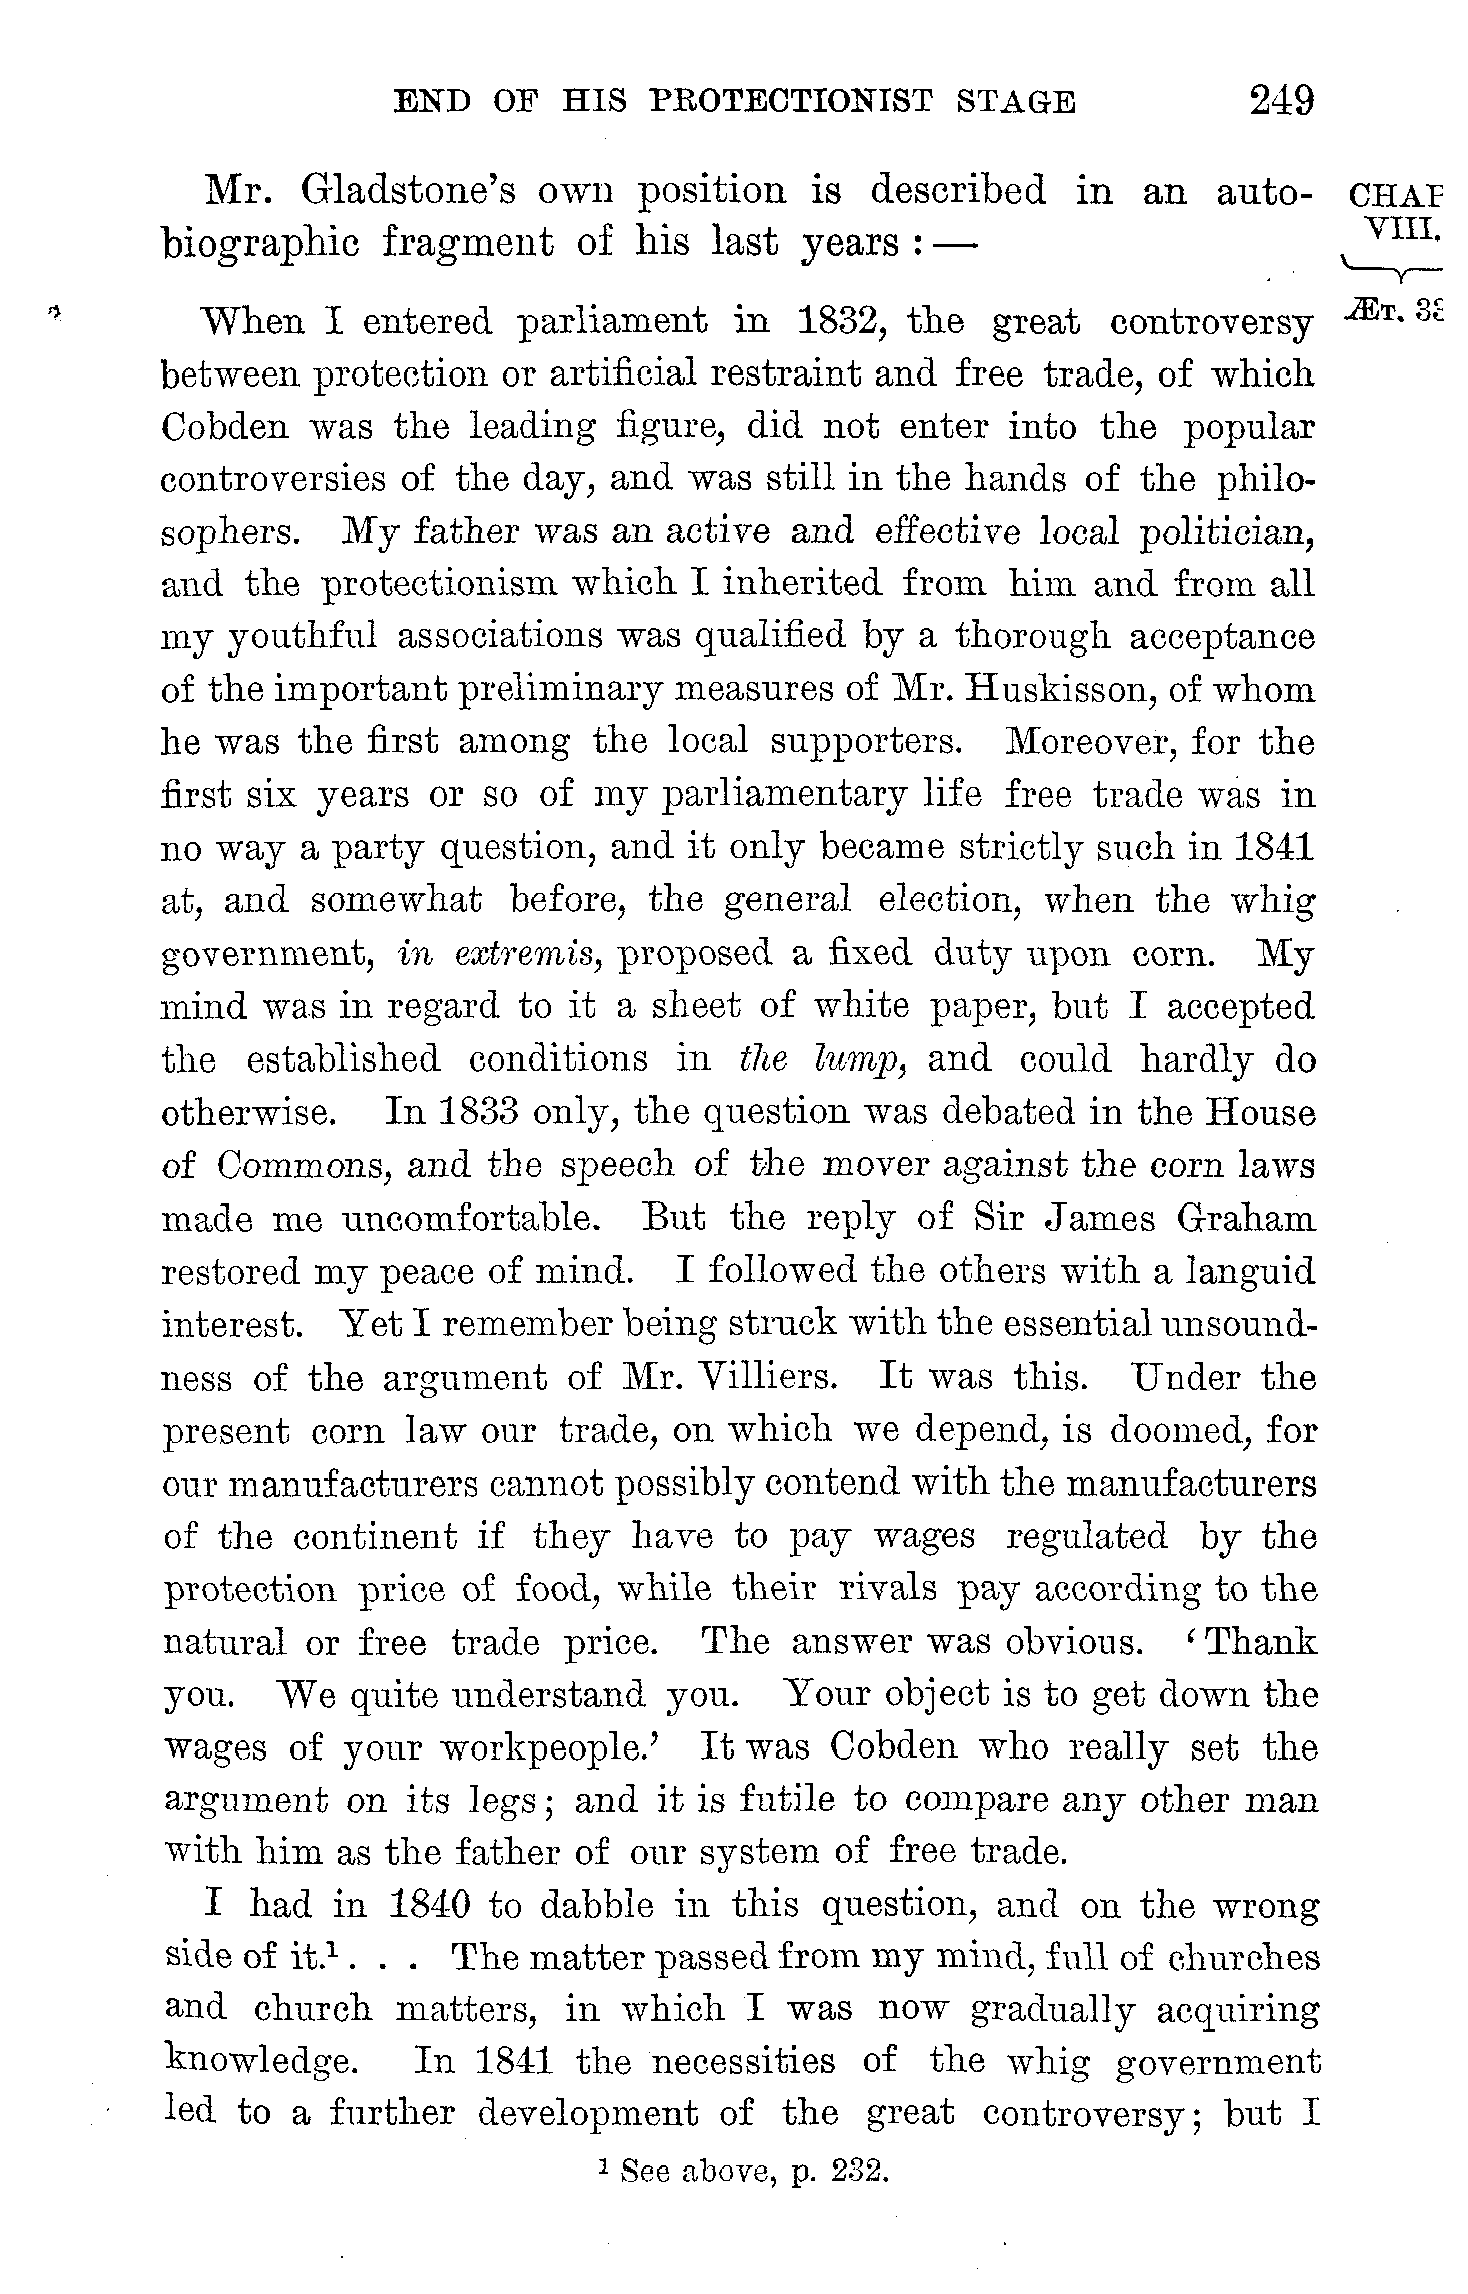 END OF HIS PROTECTIONIST STAGE 249
Mr. Gladstone's own position is described in an auto-
biographic fragment of his last years :—
CHAP
VIII.
ÆT. 33
When I entered parliament in 1832, the great controversy
between protection or artificial restraint and free trade, of which
Cobden was the leading figure, did not enter into the popular
controversies of the day, and was still in the hands of the philo-
sophers. My father was an active and effective local politician,
and the protectionism which I inherited from him and from all
my youthful associations was qualified by a thorough acceptance
of the important preliminary measures of Mr. Huskisson, of whom
he was the first among the local supporters. Moreover, for the
first six years or so of my parliamentary life free trade was in
no way a party question, and it only became strictly such in 1841
at, and somewhat before, the general election, when the whig
government, in extremis, proposed a fixed duty upon corn. My
mind was in regard to it a sheet of white paper, but I accepted
the established conditions in the lump, and could hardly do
otherwise. In 1833 only, the question was debated in the House
of Commons, and the speech of the mover against the corn laws
made me uncomfortable. But the reply of Sir James Graham
restored my peace of mind. I followed the others with a languid
interest. Yet I remember being struck with the essential unsound-
ness of the argument of Mr. Villiers. It was this. Under the
present corn law our trade, on which we depend, is doomed, for
our manufacturers cannot possibly contend with the manufacturers
of the continent if they have to pay wages regulated by the
protection price of food, while their rivals pay according to the
natural or free trade price. The answer was obvious. ‘Thank
you. We quite understand you. Your object is to get down the
wages of your workpeople.’ It was Cobden who really set the
argument on its legs; and it is futile to compare any other man
with him as the father of our system of free trade.
I had in 1840 to dabble in this question, and on the wrong
side of it.¹ . . . The matter passed from my mind, full of churches
and church matters, in which I was now gradually acquiring
knowledge. In 1841 the necessities of the whig government
led to a further development of the great controversy; but I
¹ See above, p. 232.